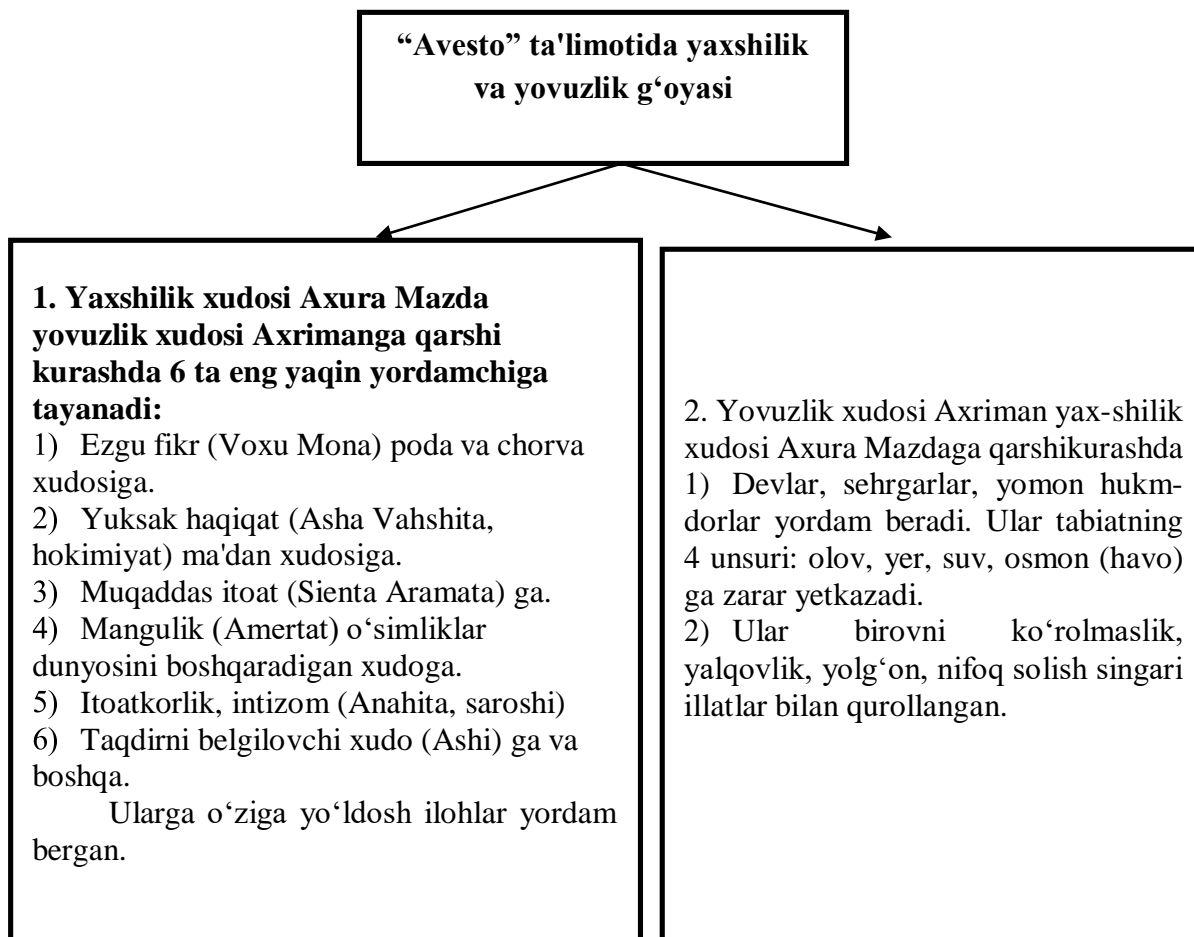 “Avesto” ta'limotida yaxshilik
va yovuzlik g‘oyasi
1. Yaxshilik xudosi Axura Mazda
yovuzlik xudosi Axrimanga qarshi
kurashda 6 ta eng yaqin yordamchiga
tayanadi:
1) Ezgu fikr (Voxu Mona) poda va chorva
xudosiga.
2) Yuksak haqiqat (Asha Vahshita,
hokimiyat) ma'dan xudosiga.
3) Muqaddas itoat (Sienta Aramata) ga.
4) Mangulik (Amertat) o‘simliklar
dunyosini boshqaradigan xudoga.
5) Itoatkorlik, intizom (Anahita, saroshi)
6) Taqdirni belgilovchi xudo (Ashi) ga va
boshqa.
Ularga o‘ziga yo‘ldosh ilohlar yordam
bergan.
2. Yovuzlik xudosi Axriman yax-shilik
xudosi Axura Mazdaga qarshikurashda
1) Devlar, sehrgarlar, yomon hukm-
dorlar yordam beradi. Ular tabiatning
4 unsuri: olov, yer, suv, osmon (havo)
ga zarar yetkazadi.
2) Ular birovni ko‘rolmaslik,
yalqovlik, yolg‘on, nifoq solish singari
illatlar bilan qurollangan.